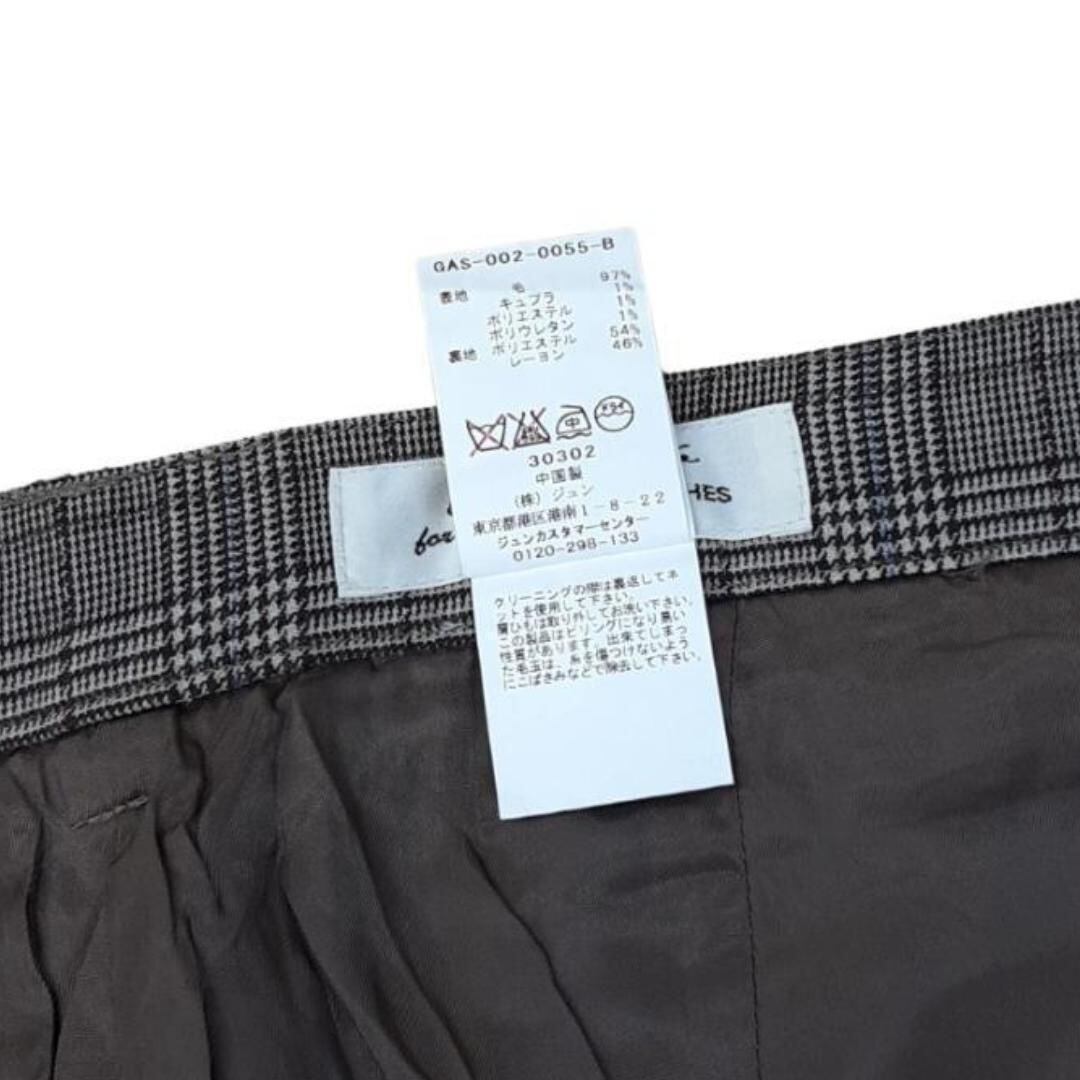 GAS-002-0055-B
表地 毛 97%
キュプラ 1%
ポリエステル 1%
ポリウレタン 1%
裏地 ポリエステル 54%
レーヨン 46%
中
ドライ
30302
中国製
(株) ジュン
東京都港区港南1-8-22
ジュンカスタマーセンター
0120-298-133
for HES
クリーニングの際は裏返してネ
ットを使用して下さい。
肩ひもは取り外してお洗い下さい。
この製品はピリングになり易い
性質があります。出来てしまっ
た毛玉は、糸を傷つけないよう
にこばさみなどで除去して下さい。